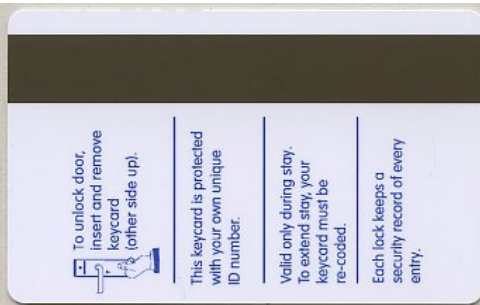 To unlock door,
insert and remove
keycard
(other side up).
This keycard is protected
with your own unique
ID number.
Valid only during stay.
To extend stay, your
keycard must be
re-coded.
Each lock keeps a
security record of every
entry.